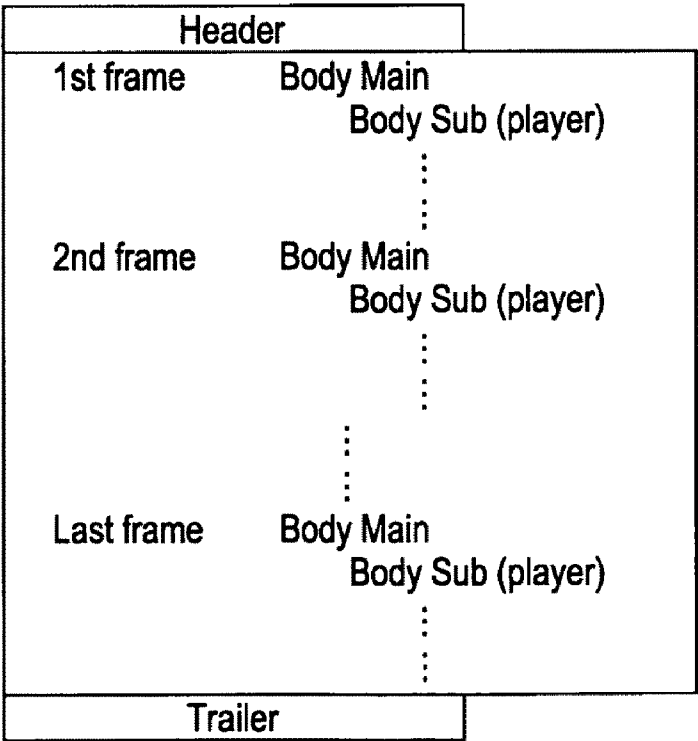 Header
1st frame Body Main
Body Sub (player)
2nd frame Body Main
Body Sub (player)
Last frame Body Main
Body Sub (player)
Trailer